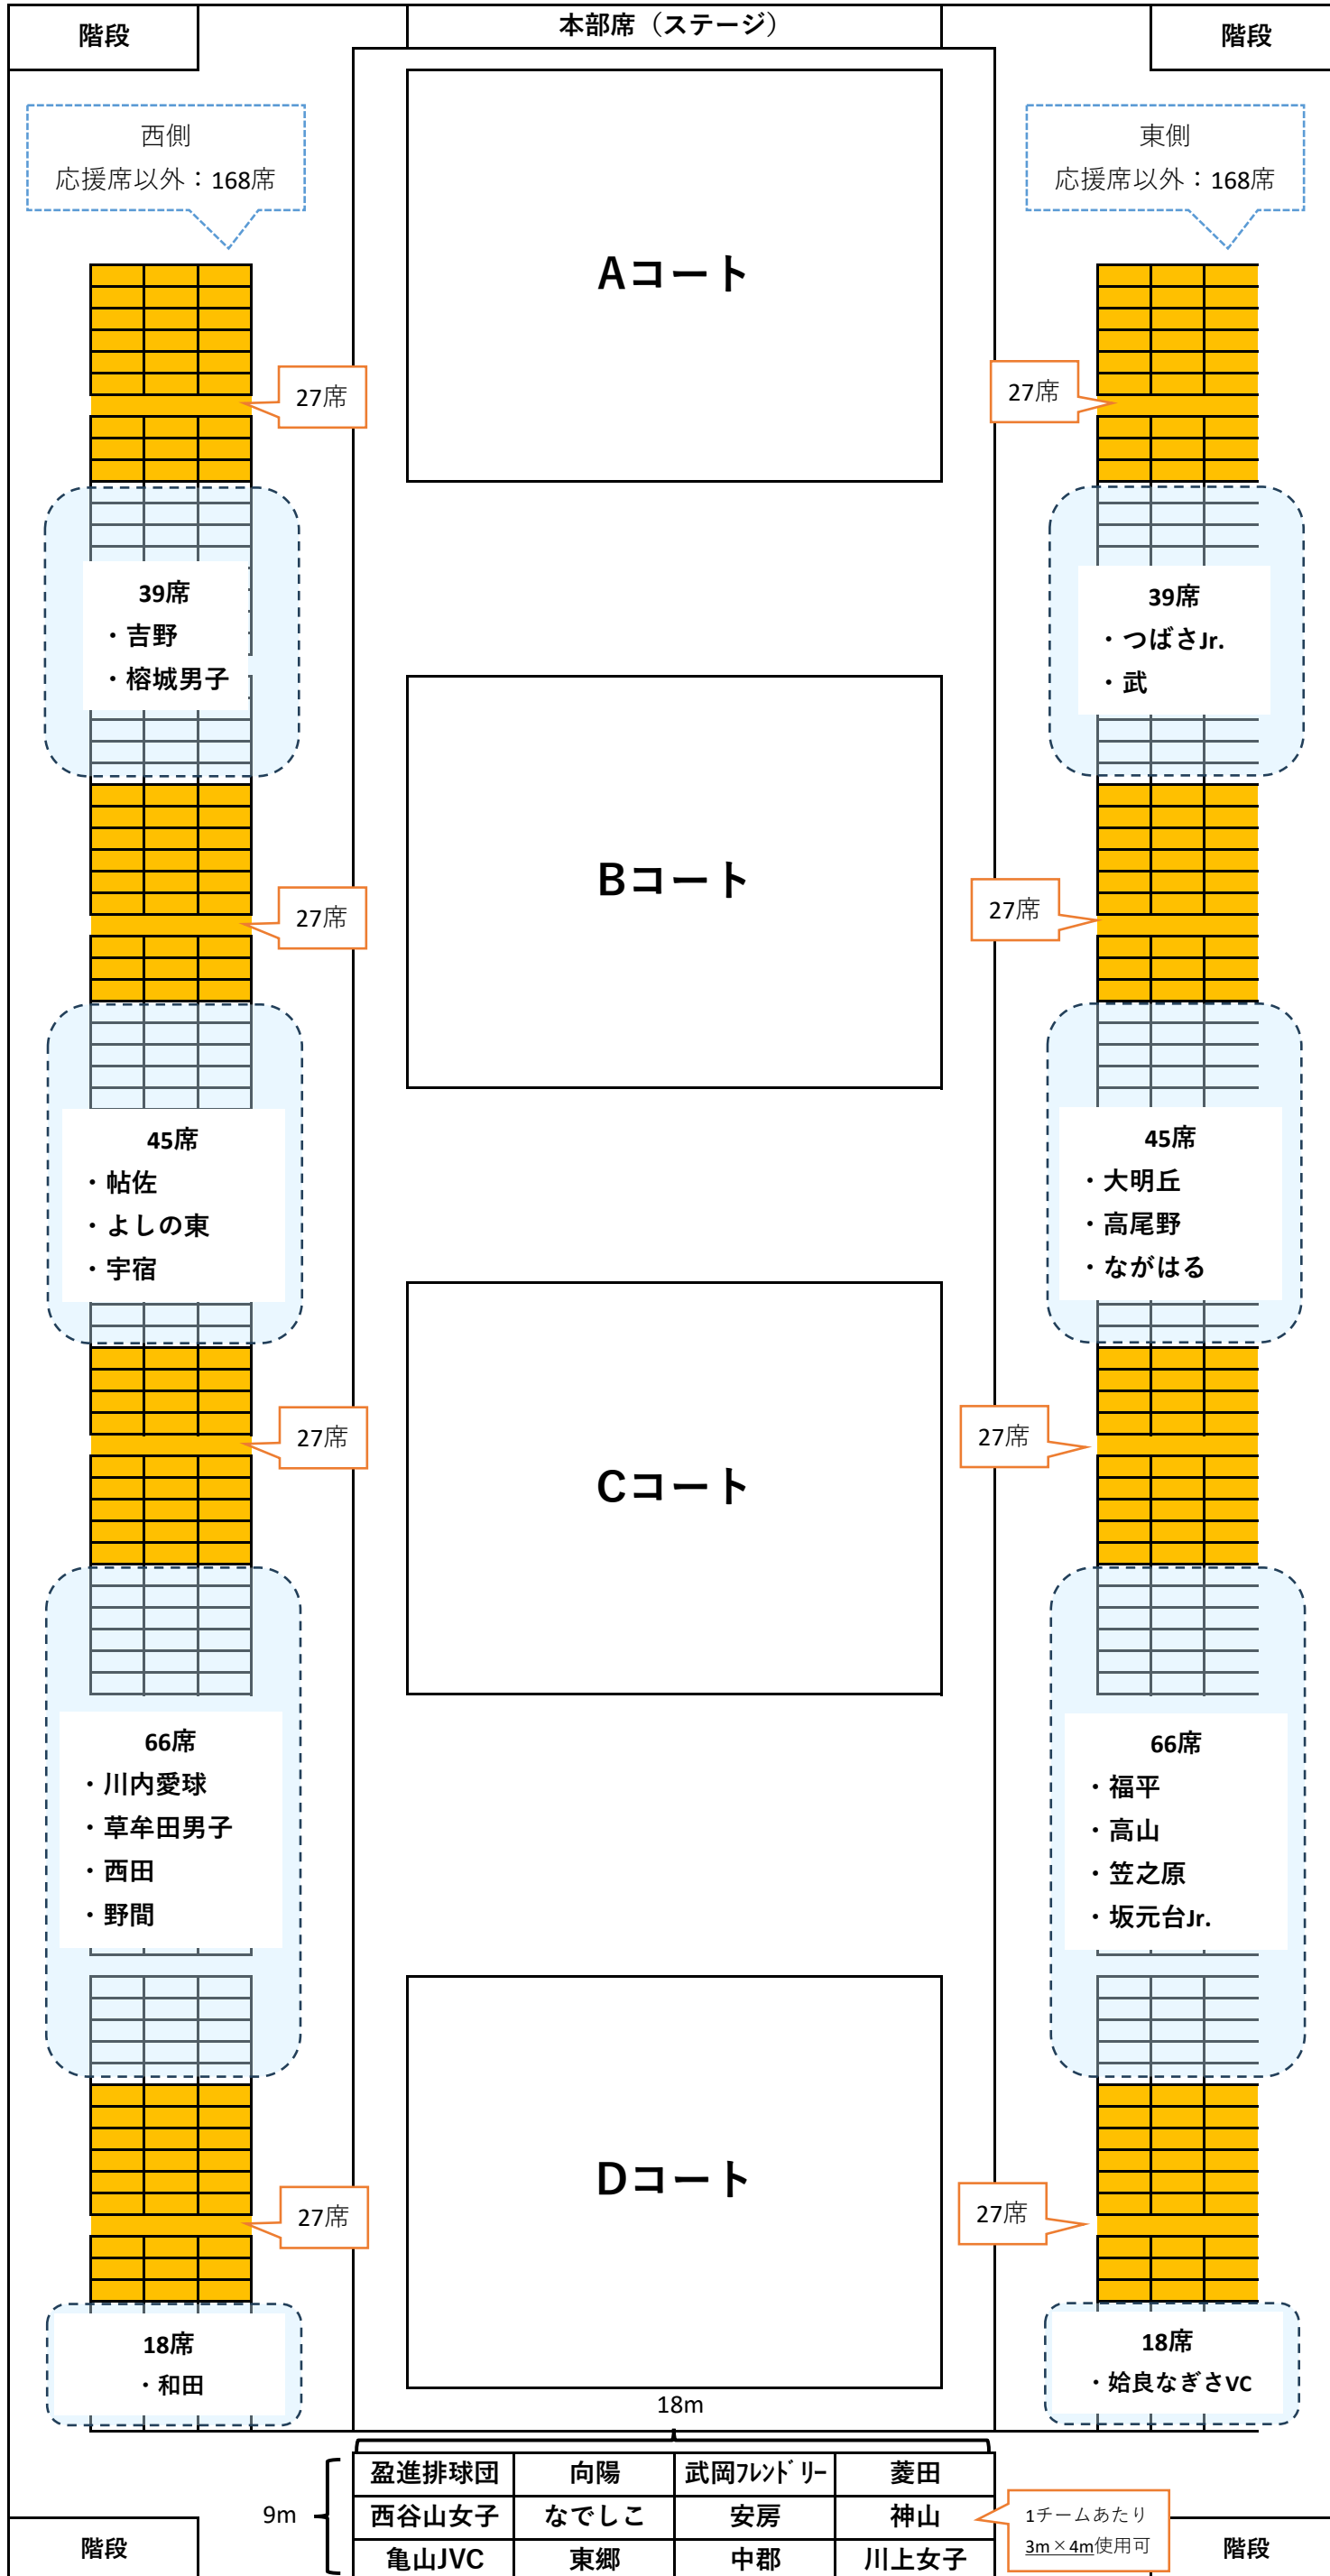 階段
本部席（ステージ）
階段
西側
応援席以外：168席
東側
応援席以外：168席
Aコート
27席
27席
39席
・吉野
・榕城男子
39席
・つばさJr.
・武
Bコート
27席
27席
45席
・帖佐
・よしの東
・宇宿
45席
・大明丘
・高尾野
・ながはる
Cコート
27席
27席
66席
・川内愛球
・草牟田男子
・西田
・野間
66席
・福平
・高山
・笠之原
・坂元台Jr.
Dコート
27席
27席
18席
・和田
18席
・姶良なぎさVC
18m
9m
盈進排球団 向陽 武岡ﾌﾚﾝﾄﾞﾘｰ 菱田
西谷山女子 なでしこ 安房 神山
亀山JVC 東郷 中郡 川上女子
1チームあたり
3m×4m使用可
階段
階段